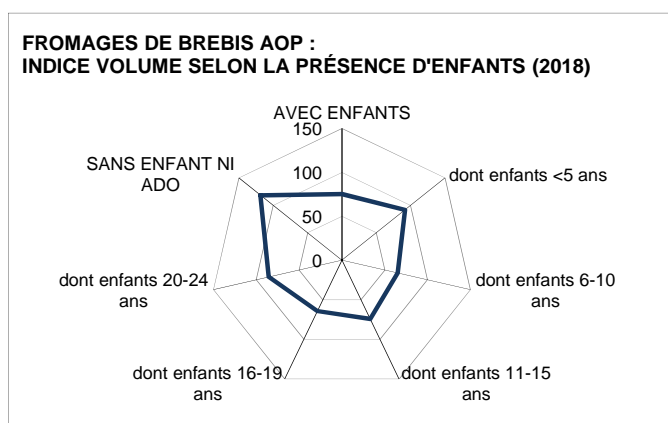 FROMAGES DE BREBIS AOP :
INDICE VOLUME SELON LA PRÉSENCE D'ENFANTS (2018)
AVEC ENFANTS
150
100
50
0
dont enfants <5 ans
dont enfants 6-10
ans
dont enfants 11-15
ans
dont enfants 16-19
ans
dont enfants 20-24
ans
SANS ENFANT NI
ADO